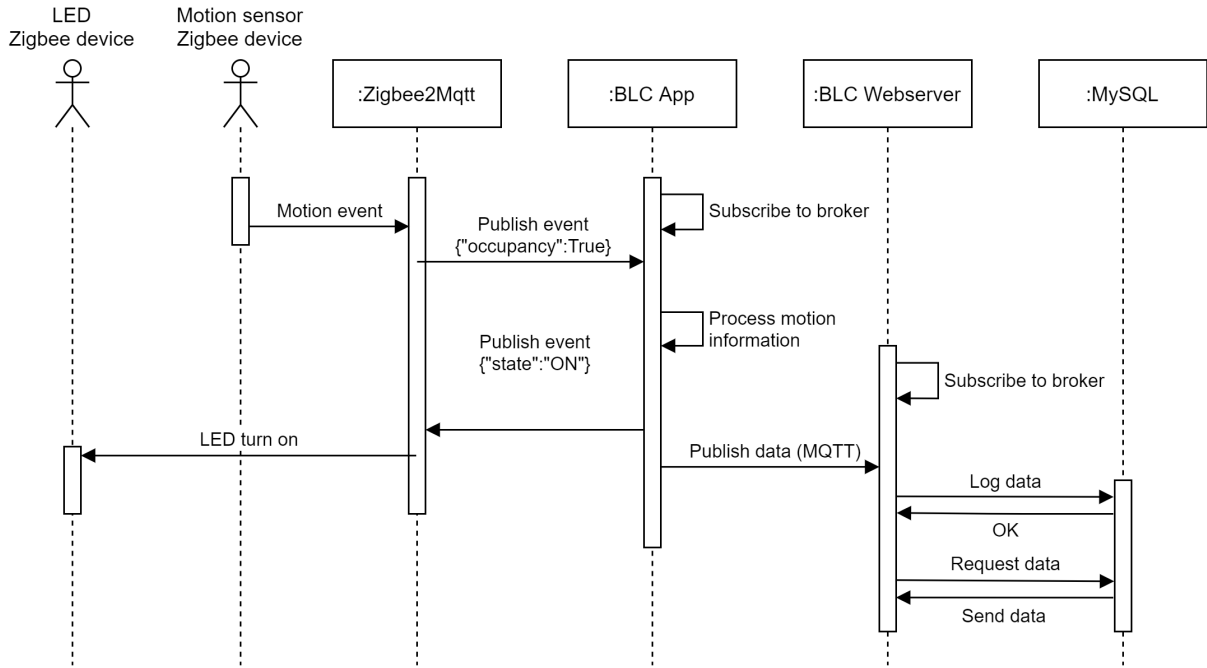 LED
Zigbee device
Motion sensor
Zigbee device
:Zigbee2Mqtt
:BLC App
:BLC Webserver
:MySQL
Motion event
Subscribe to broker
Publish event
{"occupancy":True}
Process motion
information
Publish event
{"state":"ON"}
Subscribe to broker
LED turn on
Publish data (MQTT)
Log data
OK
Request data
Send data